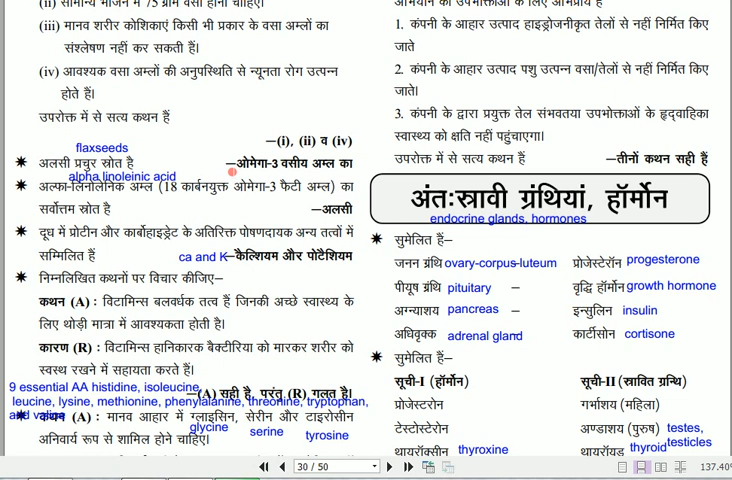 (ii) सामान्य भोजन में 75 ग्राम वसा होनी चाहिए।
(iii) मानव शरीर कोशिकाएं किसी भी प्रकार के वसा अम्लों का
संश्लेषण नहीं कर सकती हैं।
(iv) आवश्यक वसा अम्लों की अनुपस्थिति से न्यूनता रोग उत्पन्न
होते हैं।
उपरोक्त में से सत्य कथन हैं
–(i), (ii) व (iv)
flaxseeds
* अलसी प्रचुर स्रोत है –ओमेगा-3 वसीय अम्ल का
alpha linoleinic acid
* अल्फा-लिनोलेनिक अम्ल (18 कार्बनयुक्त ओमेगा-3 फैटी अम्ल) का
सर्वोत्तम स्रोत है –अलसी
* दूध में प्रोटीन और कार्बोहाइड्रेट के अतिरिक्त पोषणदायक अन्य तत्वों में
सम्मिलित हैं ca and K –कैल्शियम और पोटैशियम
* निम्नलिखित कथनों पर विचार कीजिए–
कथन (A) : विटामिन्स बलवर्धक तत्व हैं जिनकी अच्छे स्वास्थ्य के
लिए थोड़ी मात्रा में आवश्यकता होती है।
कारण (R) : विटामिन्स हानिकारक बैक्टीरिया को मारकर शरीर को
स्वस्थ रखने में सहायता करते हैं।
–(A) सही है, परंतु (R) गलत है।
9 essential AA histidine, isoleucine,
leucine, lysine, methionine, phenylalanine, threonine, tryptophan,
and valine
* कथन (A) : मानव आहार में ग्लाइसिन, सेरीन और टाइरोसीन
glycine serine tyrosine
अनिवार्य रूप से शामिल होने चाहिए।
1. कंपनी के आहार उत्पाद हाइड्रोजनीकृत तेलों से नहीं निर्मित किए
जाते
2. कंपनी के आहार उत्पाद पशु उत्पन्न वसा/तेलों से नहीं निर्मित किए
जाते।
3. कंपनी के द्वारा प्रयुक्त तेल संभवतया उपभोक्ताओं के हृद्वाहिका
स्वास्थ्य को क्षति नहीं पहुंचाएगा।
उपरोक्त में से सत्य कथन हैं –तीनों कथन सही हैं
अंतःस्रावी ग्रंथियां, हॉर्मोन
endocrine glands, hormones
* सुमेलित हैं–
जनन ग्रंथि ovary-corpus-luteum – प्रोजेस्टेरॉन progesterone
पीयूष ग्रंथि pituitary – वृद्धि हॉर्मोन growth hormone
अग्न्याशय pancreas – इन्सुलिन insulin
अधिवृक्क adrenal gland – कार्टीसोन cortisone
* सुमेलित हैं–
सूची-I (हॉर्मोन) सूची-II (स्रावित ग्रंथि)
प्रोजेस्टरोन गर्भाशय (महिला)
टेस्टोस्टेरोन अण्डाशय (पुरुष) testes,
testicles
थायरॉक्सीन thyroxine थायरॉयड thyroid
30 / 50